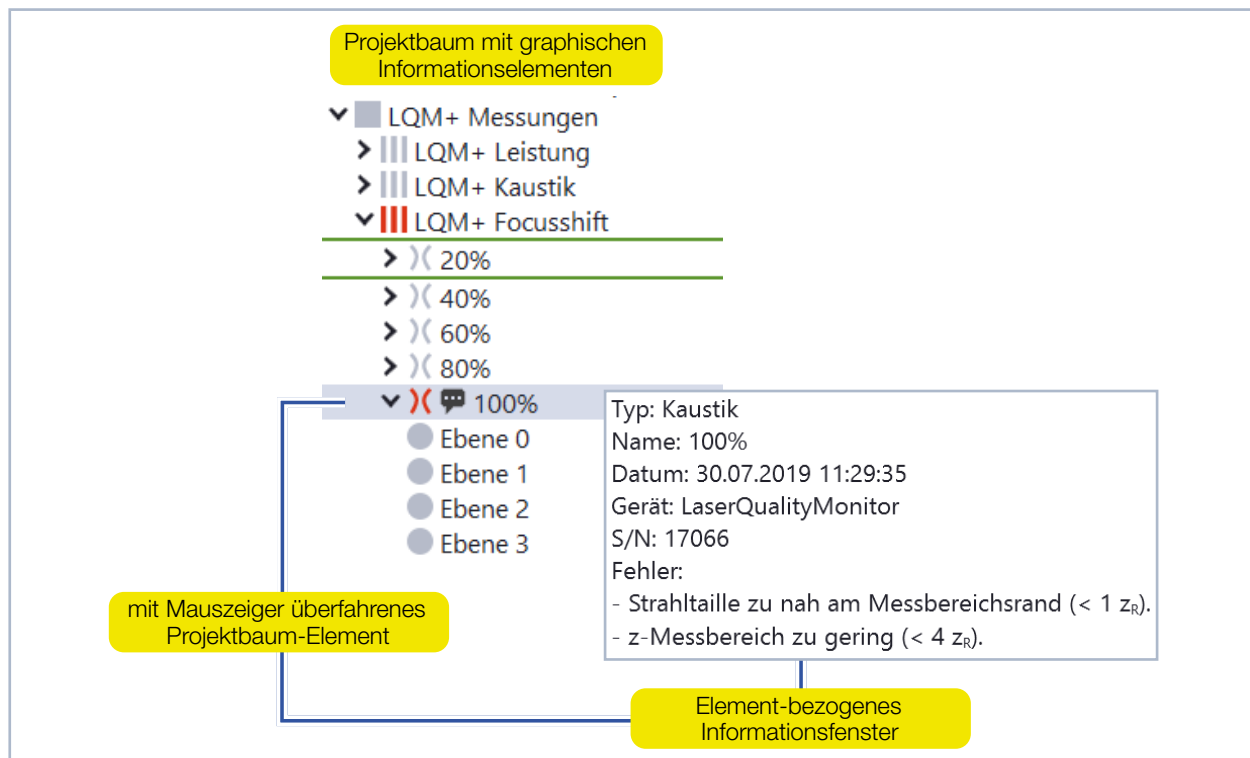 Projektbaum mit graphischen
Informationselementen
LQM+ Messungen
LQM+ Leistung
LQM+ Kaustik
LQM+ Focusshift
20%
40%
60%
80%
100%
Ebene 0
Ebene 1
Ebene 2
Ebene 3
Typ: Kaustik
Name: 100%
Datum: 30.07.2019 11:29:35
Gerät: LaserQualityMonitor
S/N: 17066
Fehler:
- Strahltaille zu nah am Messbereichsrand (< 1 zR).
- z-Messbereich zu gering (< 4 zR).
mit Mauszeiger überfahrenes
Projektbaum-Element
Element-bezogenes
Informationsfenster